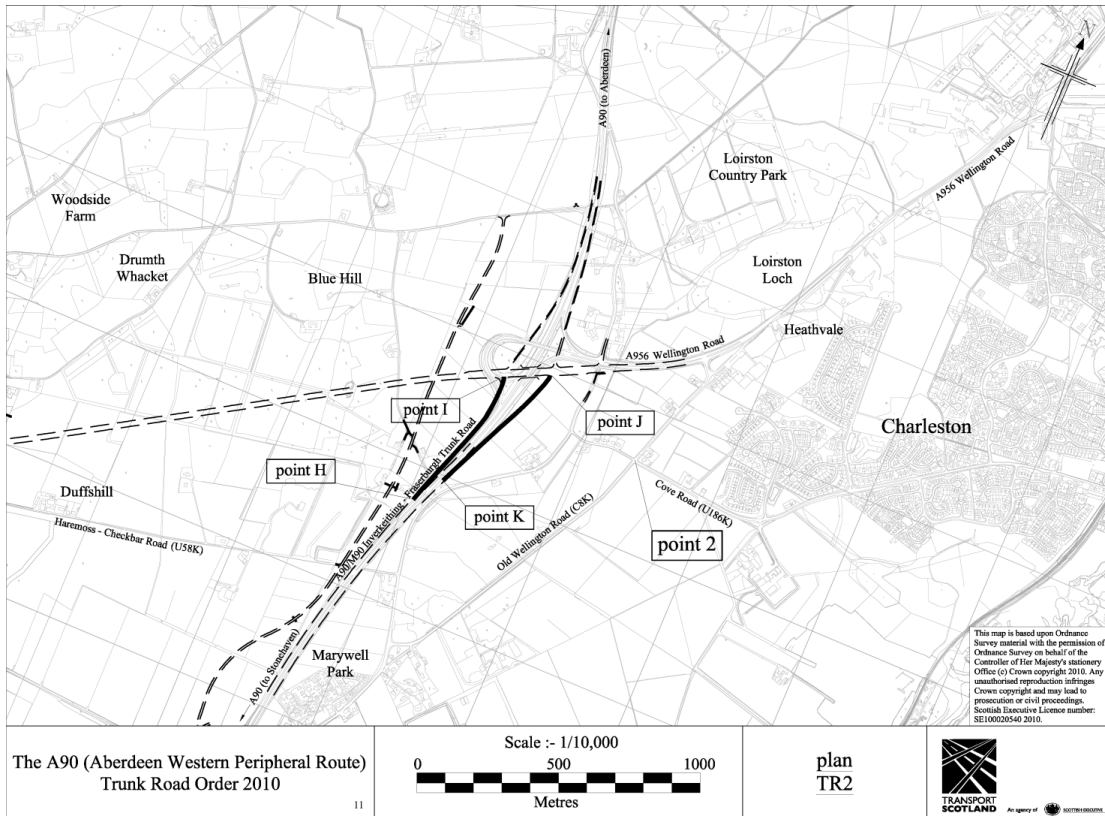 N
A90 (to Aberdeen)
Loirston
Country Park
A956 Wellington Road
Woodside
Farm
Drumth
Whacket
Blue Hill
Loirston
Loch
Heathvale
A956 Wellington Road
point I
point J
Charleston
point H
A90/M90 Inverkeithing - Fraserburgh Trunk Road
Duffshill
point K
Cove Road (U186K)
Haremoss - Checkbar Road (U58K)
Old Wellington Road (C8K)
point 2
Marywell
Park
A90 (to Stonehaven)
This map is based upon Ordnance
Survey material with the permission of
Ordnance Survey on behalf of the
Controller of Her Majesty's stationery
Office (c) Crown copyright 2010. Any
unauthorised reproduction infringes
Crown copyright and may lead to
prosecution or civil proceedings.
Scottish Executive Licence number:
SE100020540 2010.
The A90 (Aberdeen Western Peripheral Route)
Trunk Road Order 2010
11
Scale :- 1/10,000
0 500 1000
Metres
plan
TR2
TRANSPORT
SCOTLAND
An agency of
SCOTTISH EXECUTIVE